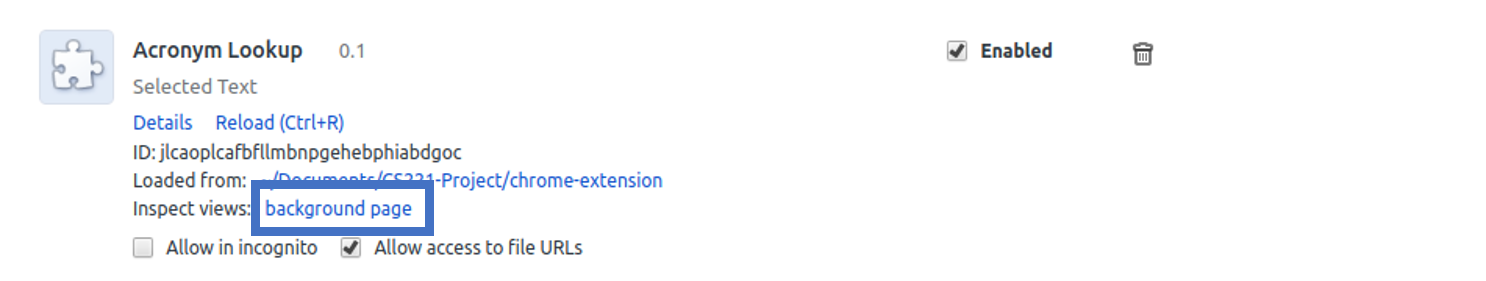 Acronym Lookup 0.1 Enabled
Selected Text
Details Reload (Ctrl+R)
ID: jlcaoplcafbfllmbnpgehebphiabdgoc
Loaded from: ~/Documents/CS221-Project/chrome-extension
Inspect views: background page
Allow in incognito Allow access to file URLs